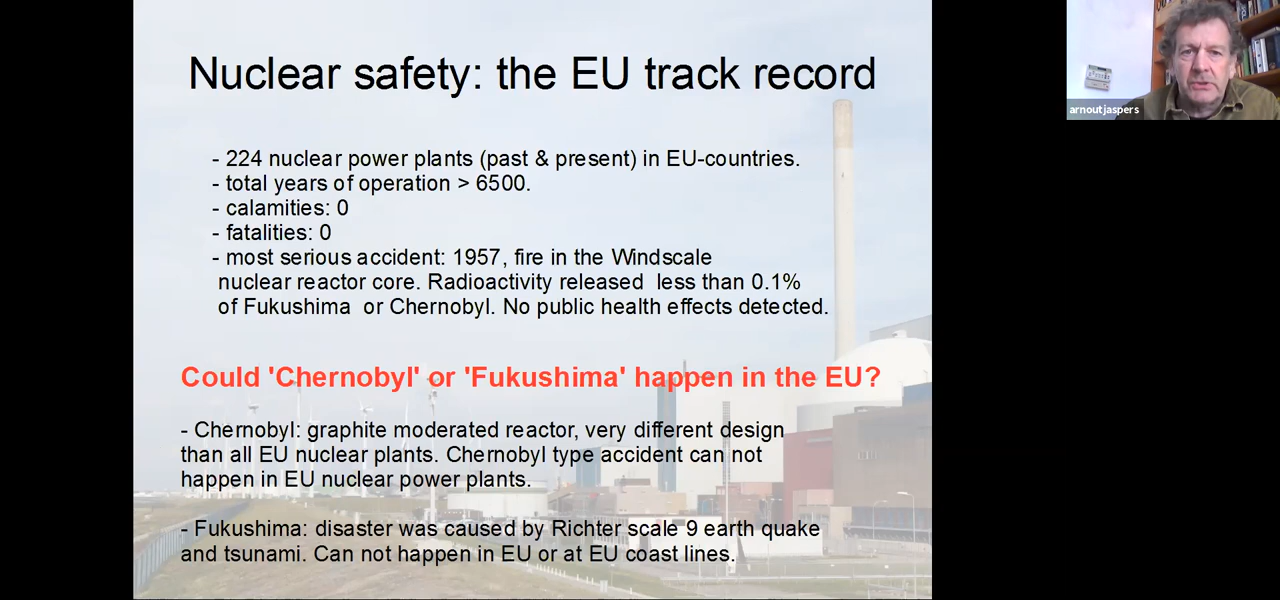 Nuclear safety: the EU track record
arnoutjaspers
- 224 nuclear power plants (past & present) in EU-countries.
- total years of operation > 6500.
- calamities: 0
- fatalities: 0
- most serious accident: 1957, fire in the Windscale
nuclear reactor core. Radioactivity released less than 0.1%
of Fukushima or Chernobyl. No public health effects detected.
Could 'Chernobyl' or 'Fukushima' happen in the EU?
- Chernobyl: graphite moderated reactor, very different design
than all EU nuclear plants. Chernobyl type accident can not
happen in EU nuclear power plants.
- Fukushima: disaster was caused by Richter scale 9 earth quake
and tsunami. Can not happen in EU or at EU coast lines.